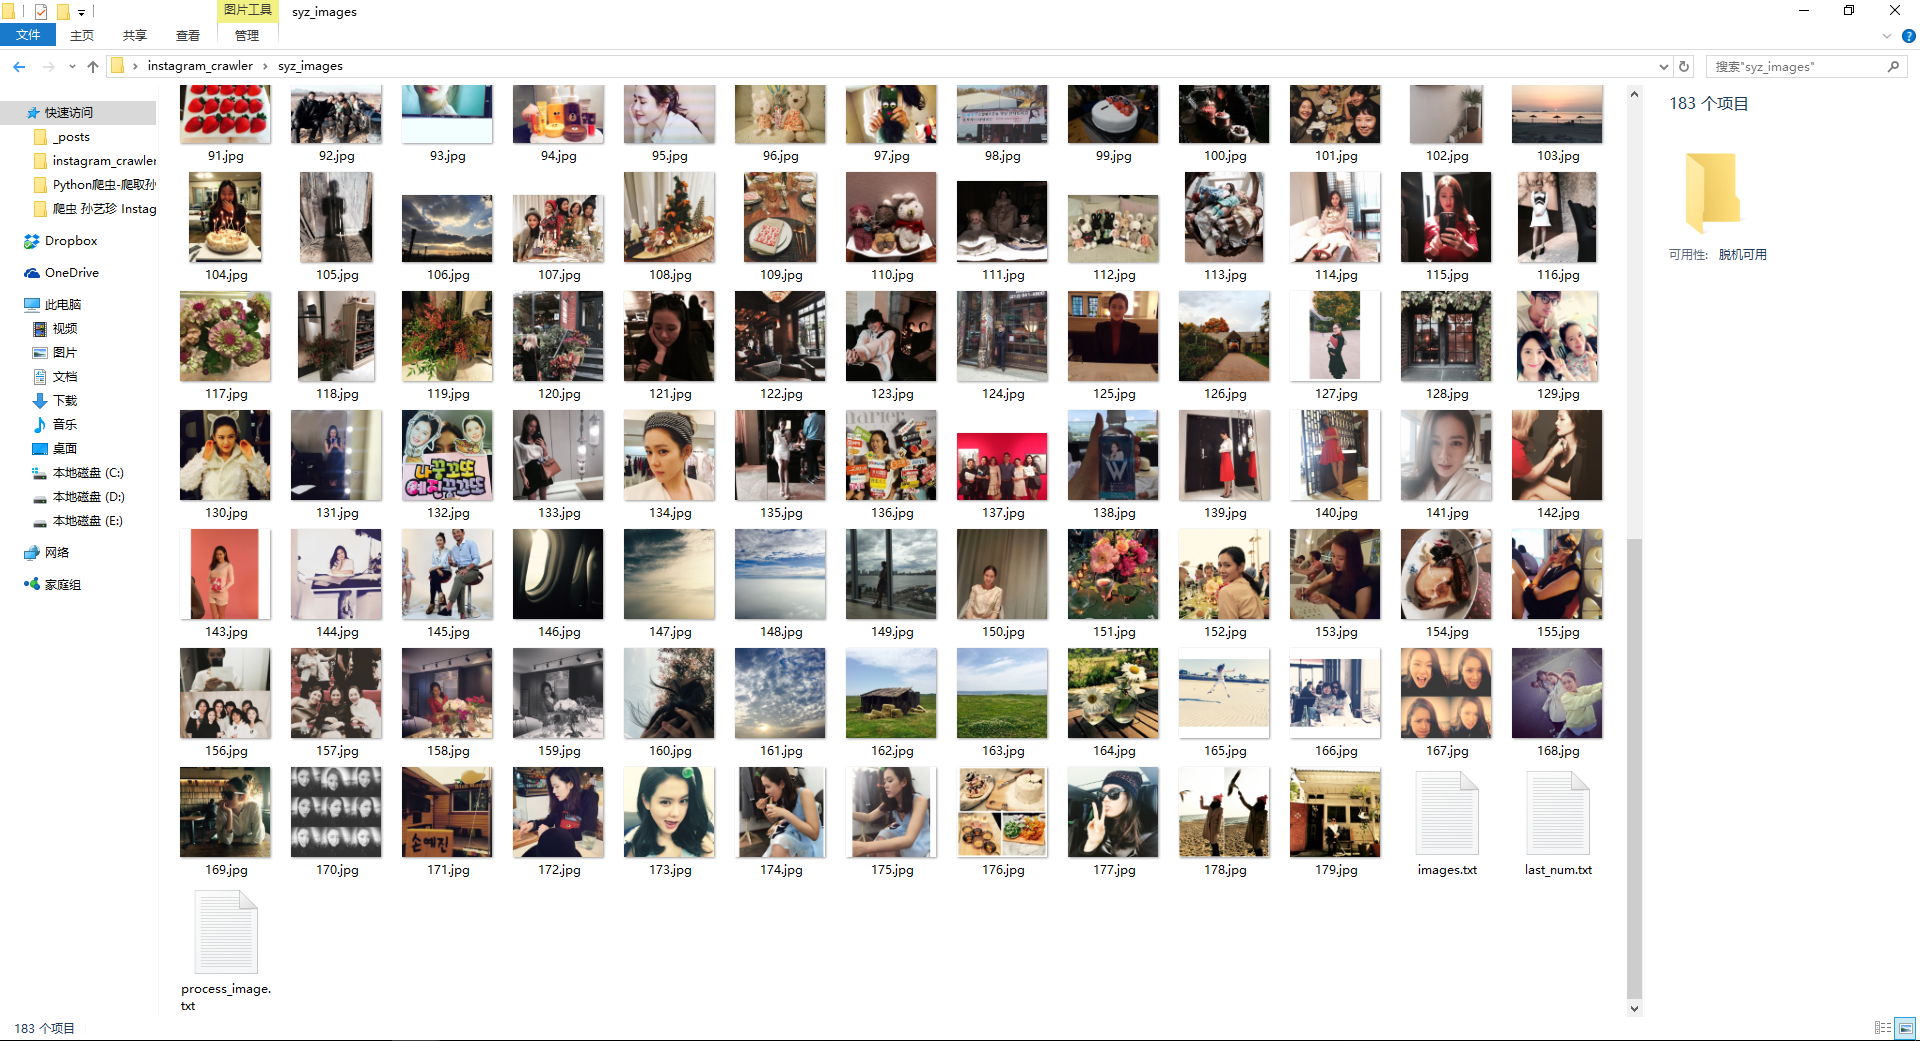 图片工具
syz_images
文件
主页
共享
查看
管理
instagram_crawler
syz_images
搜索"syz_images"
快速访问
_posts
instagram_crawler
Python爬虫-爬取孙
爬虫 孙艺珍 Instag
Dropbox
OneDrive
此电脑
视频
图片
文档
下载
音乐
桌面
本地磁盘 (C:)
本地磁盘 (D:)
本地磁盘 (E:)
网络
家庭组
91.jpg
92.jpg
93.jpg
94.jpg
95.jpg
96.jpg
97.jpg
98.jpg
99.jpg
100.jpg
101.jpg
102.jpg
103.jpg
104.jpg
105.jpg
106.jpg
107.jpg
108.jpg
109.jpg
110.jpg
111.jpg
112.jpg
113.jpg
114.jpg
115.jpg
116.jpg
117.jpg
118.jpg
119.jpg
120.jpg
121.jpg
122.jpg
123.jpg
124.jpg
125.jpg
126.jpg
127.jpg
128.jpg
129.jpg
나꿍꼬또
예진꿍꼬또
W
130.jpg
131.jpg
132.jpg
133.jpg
134.jpg
135.jpg
136.jpg
137.jpg
138.jpg
139.jpg
140.jpg
141.jpg
142.jpg
143.jpg
144.jpg
145.jpg
146.jpg
147.jpg
148.jpg
149.jpg
150.jpg
151.jpg
152.jpg
153.jpg
154.jpg
155.jpg
156.jpg
157.jpg
158.jpg
159.jpg
160.jpg
161.jpg
162.jpg
163.jpg
164.jpg
165.jpg
166.jpg
167.jpg
168.jpg
손예진
169.jpg
170.jpg
171.jpg
172.jpg
173.jpg
174.jpg
175.jpg
176.jpg
177.jpg
178.jpg
179.jpg
images.txt
last_num.txt
process_image.
txt
183 个项目
可用性: 脱机可用
183 个项目